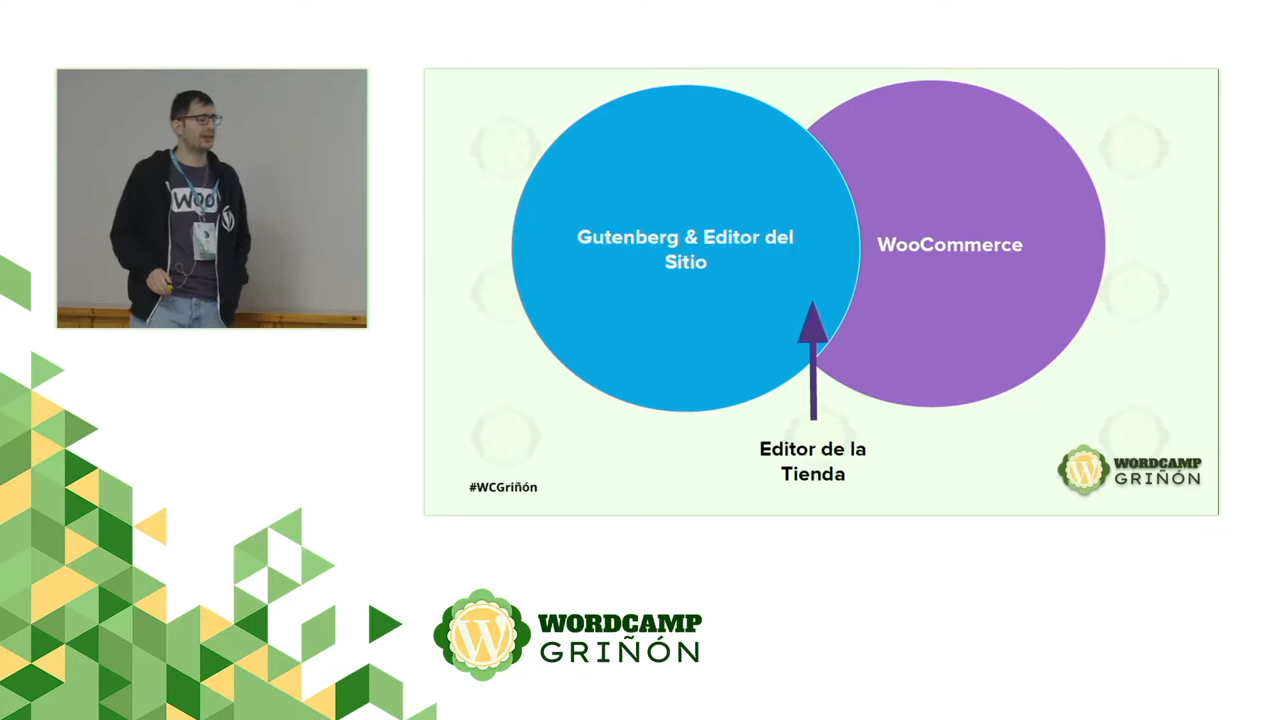 WOO
Gutenberg & Editor del
Sitio
WooCommerce
Editor de la
Tienda
#WCGriñón
WORDCAMP
GRIÑÓN
WORDCAMP
GRIÑÓN